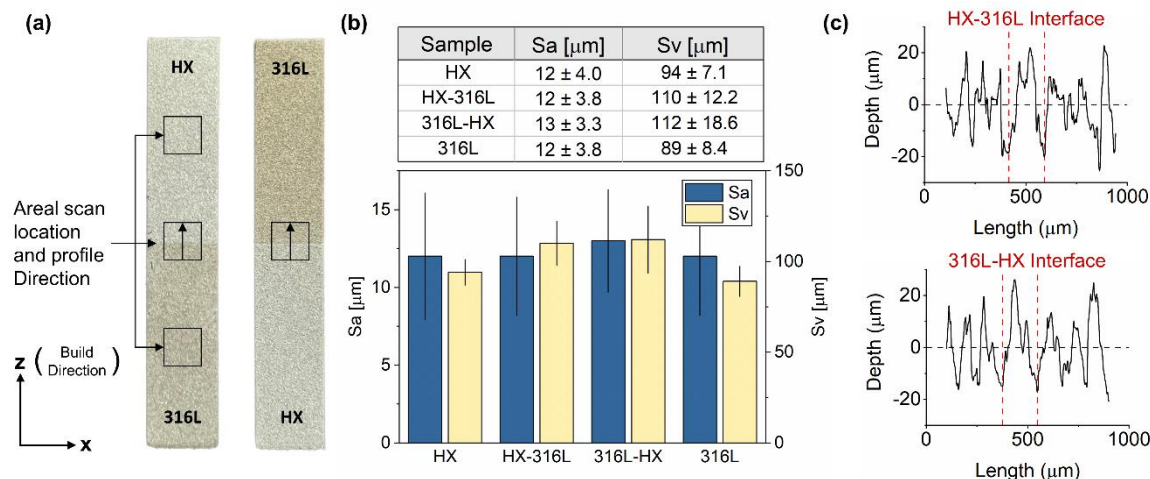 (a)
HX
316L
Areal scan
location
and profile
Direction
z ( Build Direction )
x
316L
HX
(b)
Sample Sa [μm] Sv [μm]
HX 12 ± 4.0 94 ± 7.1
HX-316L 12 ± 3.8 110 ± 12.2
316L-HX 13 ± 3.3 112 ± 18.6
316L 12 ± 3.8 89 ± 8.4
Sa [μm]
15
10
5
0
Sa
Sv
150
100
50
0
Sv [μm]
HX HX-316L 316L-HX 316L
(c)
HX-316L Interface
Depth (μm)
20
0
-20
0 500 1000
Length (μm)
316L-HX Interface
Depth (μm)
20
0
-20
0 500 1000
Length (μm)